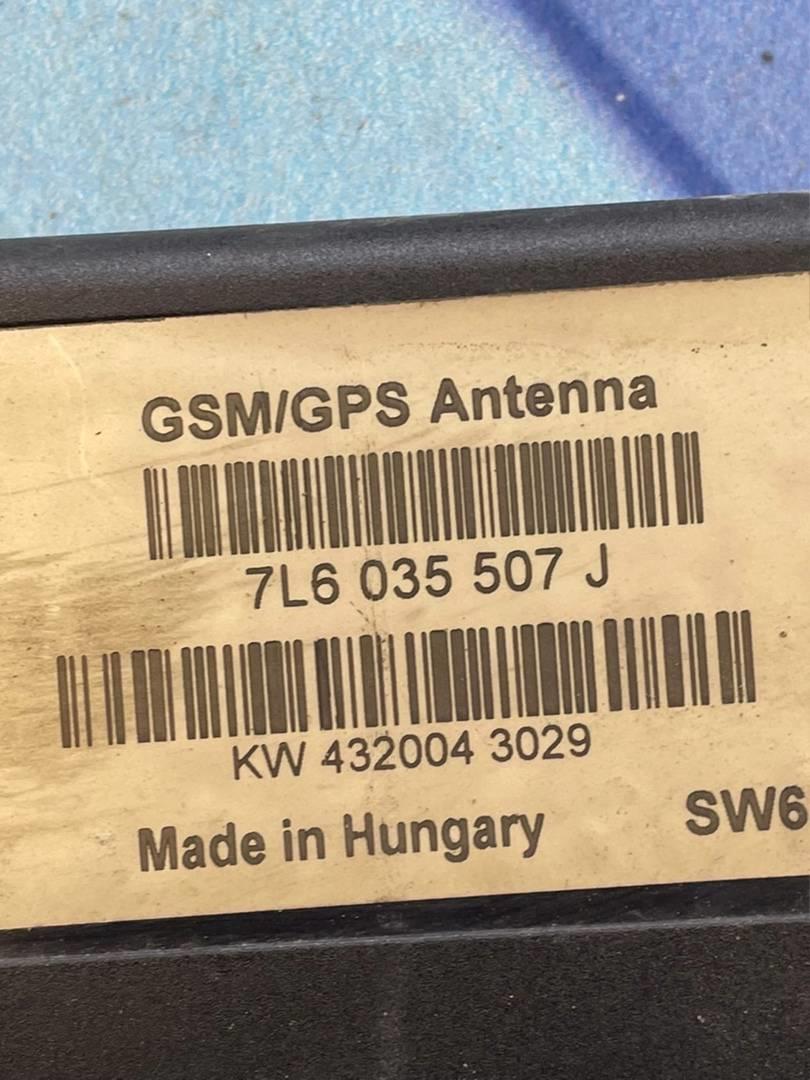 GSM/GPS Antenna
7L6 035 507 J
KW 432004 3029
Made in Hungary
SW6